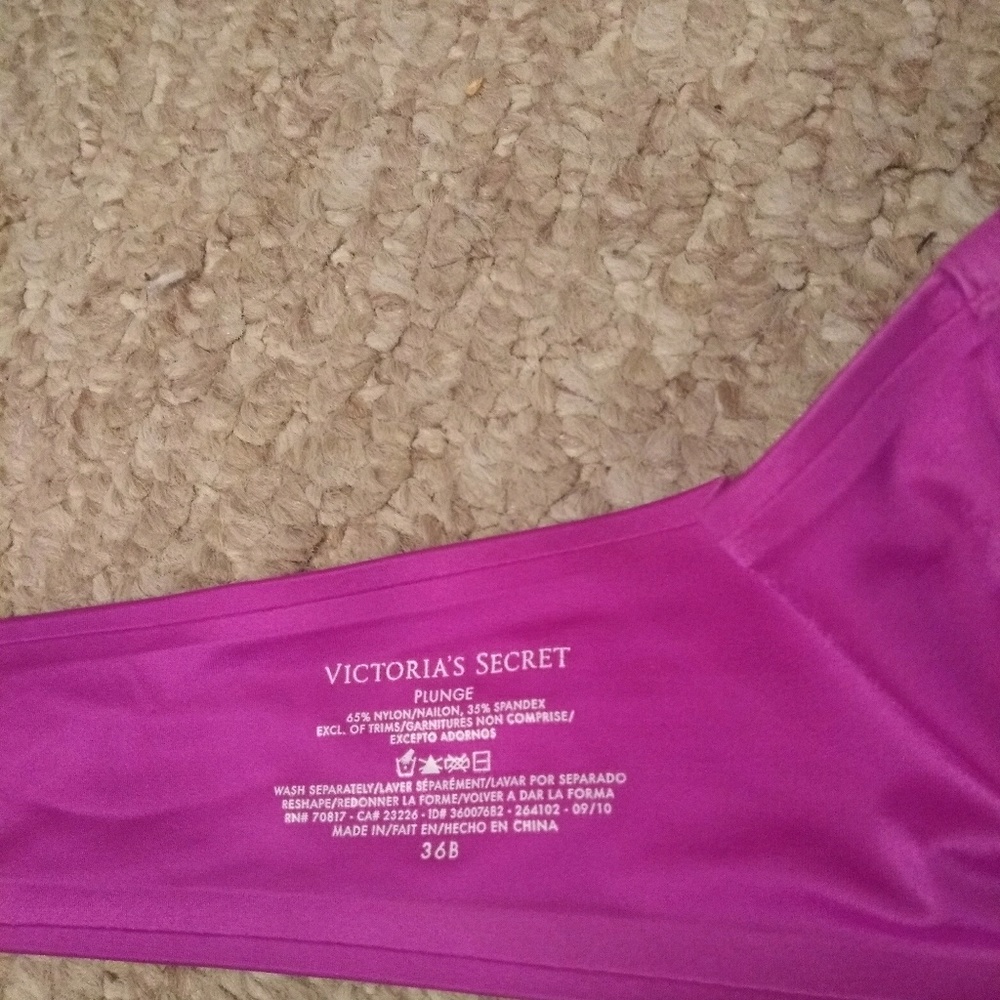 VICTORIA'S SECRET
PLUNGE
65% NYLON/NAILON, 35% SPANDEX
EXCL. OF TRIMS/GARNITURES NON COMPRISE/
EXCEPTO ADORNOS
WASH SEPARATELY/LAVER SÉPARÉMENT/LAVAR POR SEPARADO
RESHAPE/REDONNER LA FORME/VOLVER A DAR LA FORMA
RN# 70817 - CA# 23226 - ID# 36007682 - 264102 - 09/10
MADE IN/FAIT EN/HECHO EN CHINA
36B